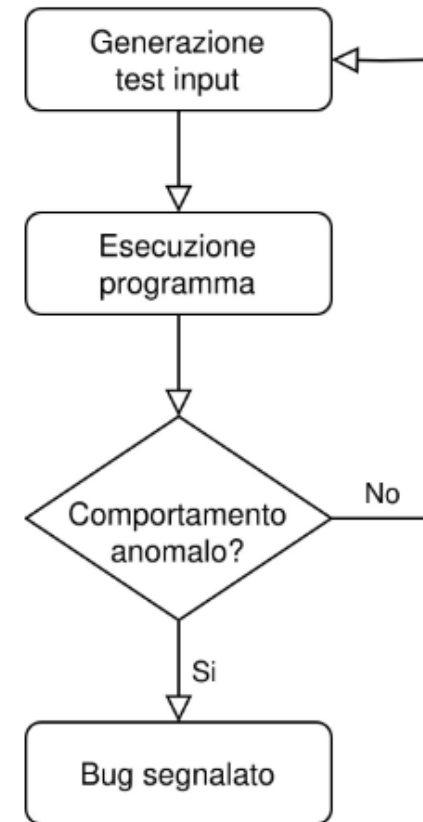 Generazione
test input
Esecuzione
programma
Comportamento
anomalo?
No
Si
Bug segnalato